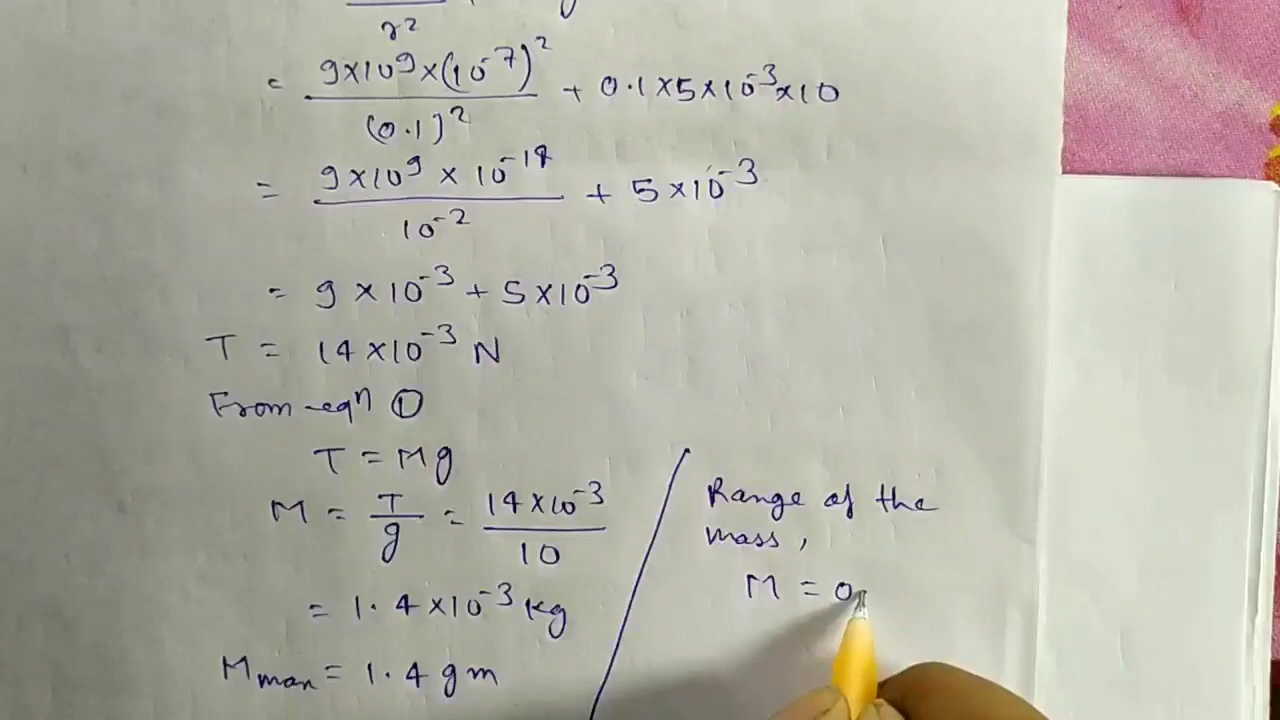 r²
= 9×10⁹×(10⁻⁷)² / (0.1)² + 0.1×5×10⁻³×10
= 9×10⁹ × 10⁻¹⁴ / 10⁻² + 5×10⁻³
= 9×10⁻³ + 5×10⁻³
T = 14×10⁻³ N
From eqⁿ ①
T = Mg
M = T/g = 14×10⁻³ / 10
= 1.4×10⁻³ kg
Mmax = 1.4 gm
Range of the
mass,
M = 0.